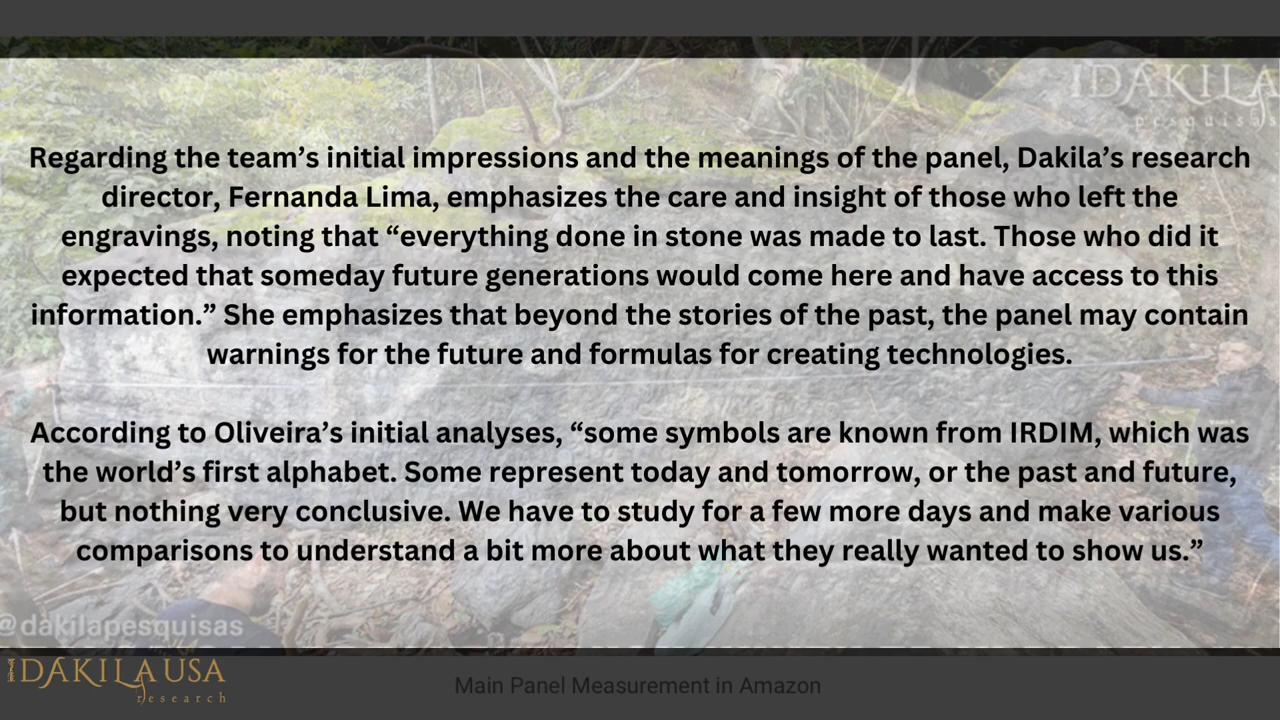 IDAKILA
pesquisas
Regarding the team’s initial impressions and the meanings of the panel, Dakila’s research
director, Fernanda Lima, emphasizes the care and insight of those who left the
engravings, noting that “everything done in stone was made to last. Those who did it
expected that someday future generations would come here and have access to this
information.” She emphasizes that beyond the stories of the past, the panel may contain
warnings for the future and formulas for creating technologies.
According to Oliveira’s initial analyses, “some symbols are known from IRDIM, which was
the world’s first alphabet. Some represent today and tomorrow, or the past and future,
but nothing very conclusive. We have to study for a few more days and make various
comparisons to understand a bit more about what they really wanted to show us.”
@dakilapesquisas
DAKILA USA
research
Main Panel Measurement in Amazon